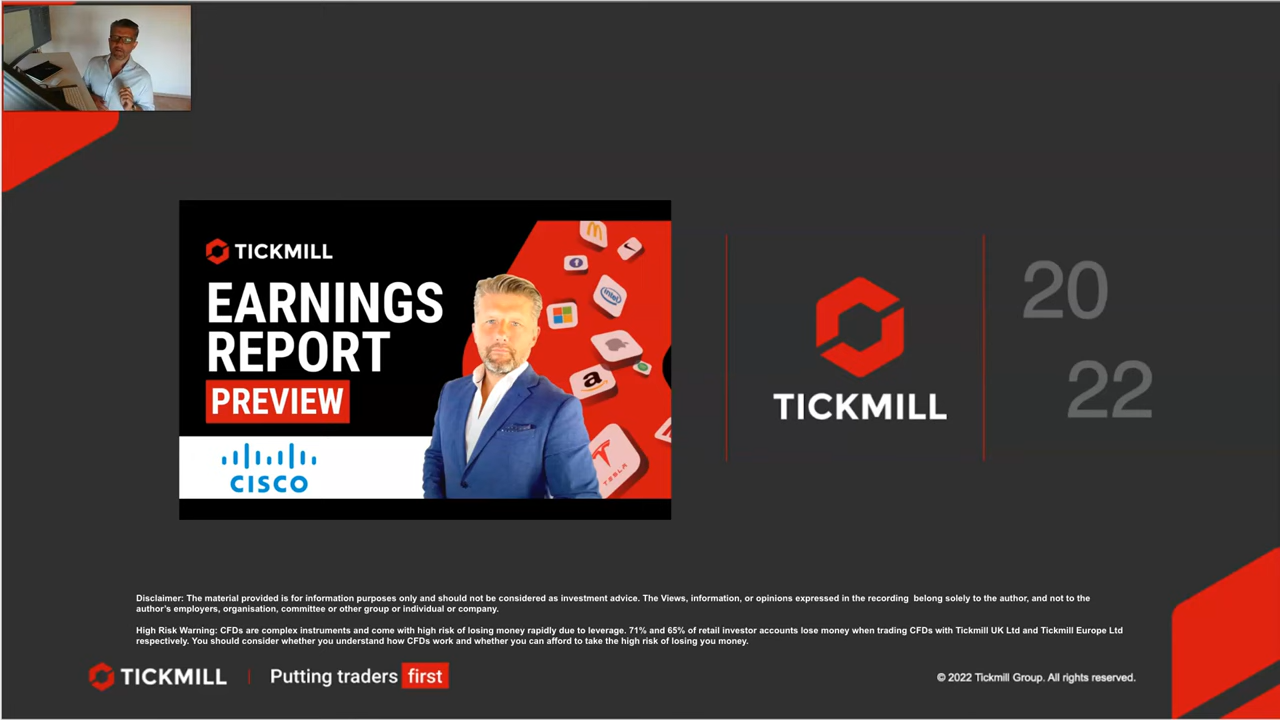 TICKMILL
EARNINGS
REPORT
PREVIEW
CISCO
intel
a
TESLA
TICKMILL
20
22
Disclaimer: The material provided is for information purposes only and should not be considered as investment advice. The Views, information, or opinions expressed in the recording belong solely to the author, and not to the
author's employers, organisation, committee or other group or individual or company.
High Risk Warning: CFDs are complex instruments and come with high risk of losing money rapidly due to leverage. 71% and 65% of retail investor accounts lose money when trading CFDs with Tickmill UK Ltd and Tickmill Europe Ltd
respectively. You should consider whether you understand how CFDs work and whether you can afford to take the high risk of losing you money.
TICKMILL | Putting traders first
© 2022 Tickmill Group. All rights reserved.